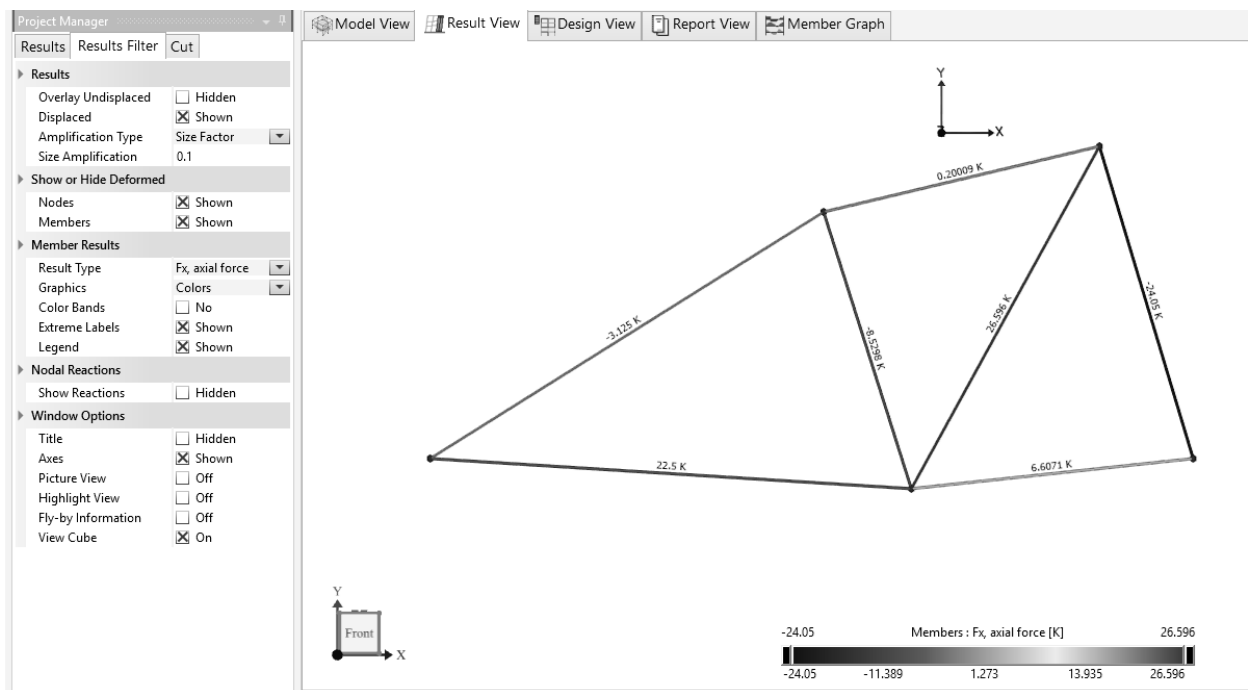 Project Manager
Results Results Filter Cut
Results
Overlay Undisplaced Hidden
Displaced Shown
Amplification Type Size Factor
Size Amplification 0.1
Show or Hide Deformed
Nodes Shown
Members Shown
Member Results
Result Type Fx, axial force
Graphics Colors
Color Bands No
Extreme Labels Shown
Legend Shown
Nodal Reactions
Show Reactions Hidden
Window Options
Title Hidden
Axes Shown
Picture View Off
Highlight View Off
Fly-by Information Off
View Cube On
Model View Result View Design View Report View Member Graph
Y
X
0.20009 K
-3.125 K
-8.5298 K
26.596 K
-24.05 K
22.5 K
6.6071 K
Y
Front
X
-24.05 Members : Fx, axial force [K] 26.596
-24.05 -11.389 1.273 13.935 26.596